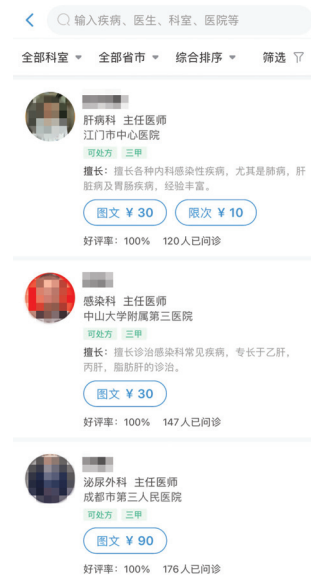 输入疾病、医生、科室、医院等
全部科室 全部省市 综合排序 筛选
肝病科 主任医师
江门市中心医院
可处方 三甲
擅长：擅长各种内科感染性疾病，尤其是肺病，肝
脏病及胃肠疾病，经验丰富。
图文 ¥ 30 限次 ¥ 10
好评率：100% 120人已问诊
感染科 主任医师
中山大学附属第三医院
可处方 三甲
擅长：擅长诊治感染科常见疾病，专长于乙肝，
丙肝，脂肪肝的诊治。
图文 ¥ 30
好评率：100% 147人已问诊
泌尿外科 主任医师
成都市第三人民医院
可处方 三甲
图文 ¥ 90
好评率：100% 176人已问诊